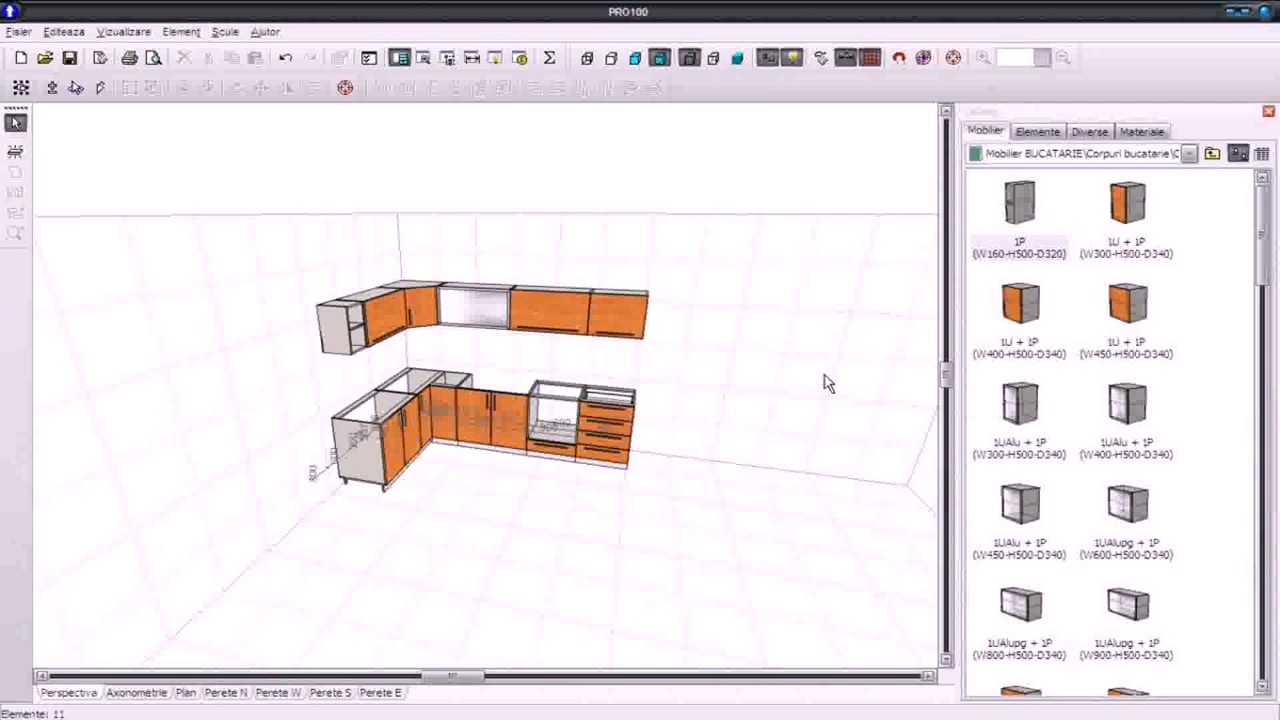 PRO100
Fisier Editeaza Vizualizare Element Scule Ajutor
Mobilier Elemente Diverse Materiale
Mobilier BUCATARIE\Corpuri bucatarie\C
1P
(W160-H500-D320)
1U + 1P
(W300-H500-D340)
1U + 1P
(W400-H500-D340)
1U + 1P
(W450-H500-D340)
1UAlu + 1P
(W300-H500-D340)
1UAlu + 1P
(W400-H500-D340)
1UAlu + 1P
(W450-H500-D340)
1UAlupg + 1P
(W600-H500-D340)
1UAlupg + 1P
(W800-H500-D340)
1UAlupg + 1P
(W900-H500-D340)
Perspectiva Axonometrie Plan Perete N Perete W Perete S Perete E
Elemente: 11